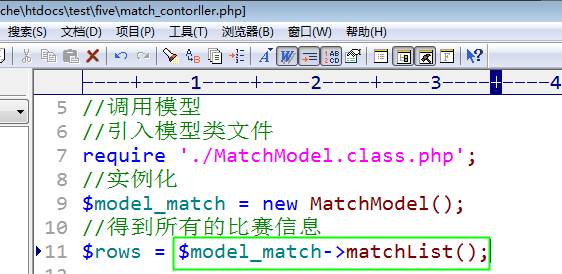 che\htdocs\test\five\match_contorller.php]
搜索(S) 文档(D) 项目(P) 工具(T) 浏览器(B) 窗口(W) 帮助(H)
----+----1----+----2----+----3----+----4
5 //调用模型
6 //引入模型类文件
7 require './MatchModel.class.php';
8 //实例化
9 $model_match = new MatchModel();
10 //得到所有的比赛信息
11 $rows = $model_match->matchList();
12